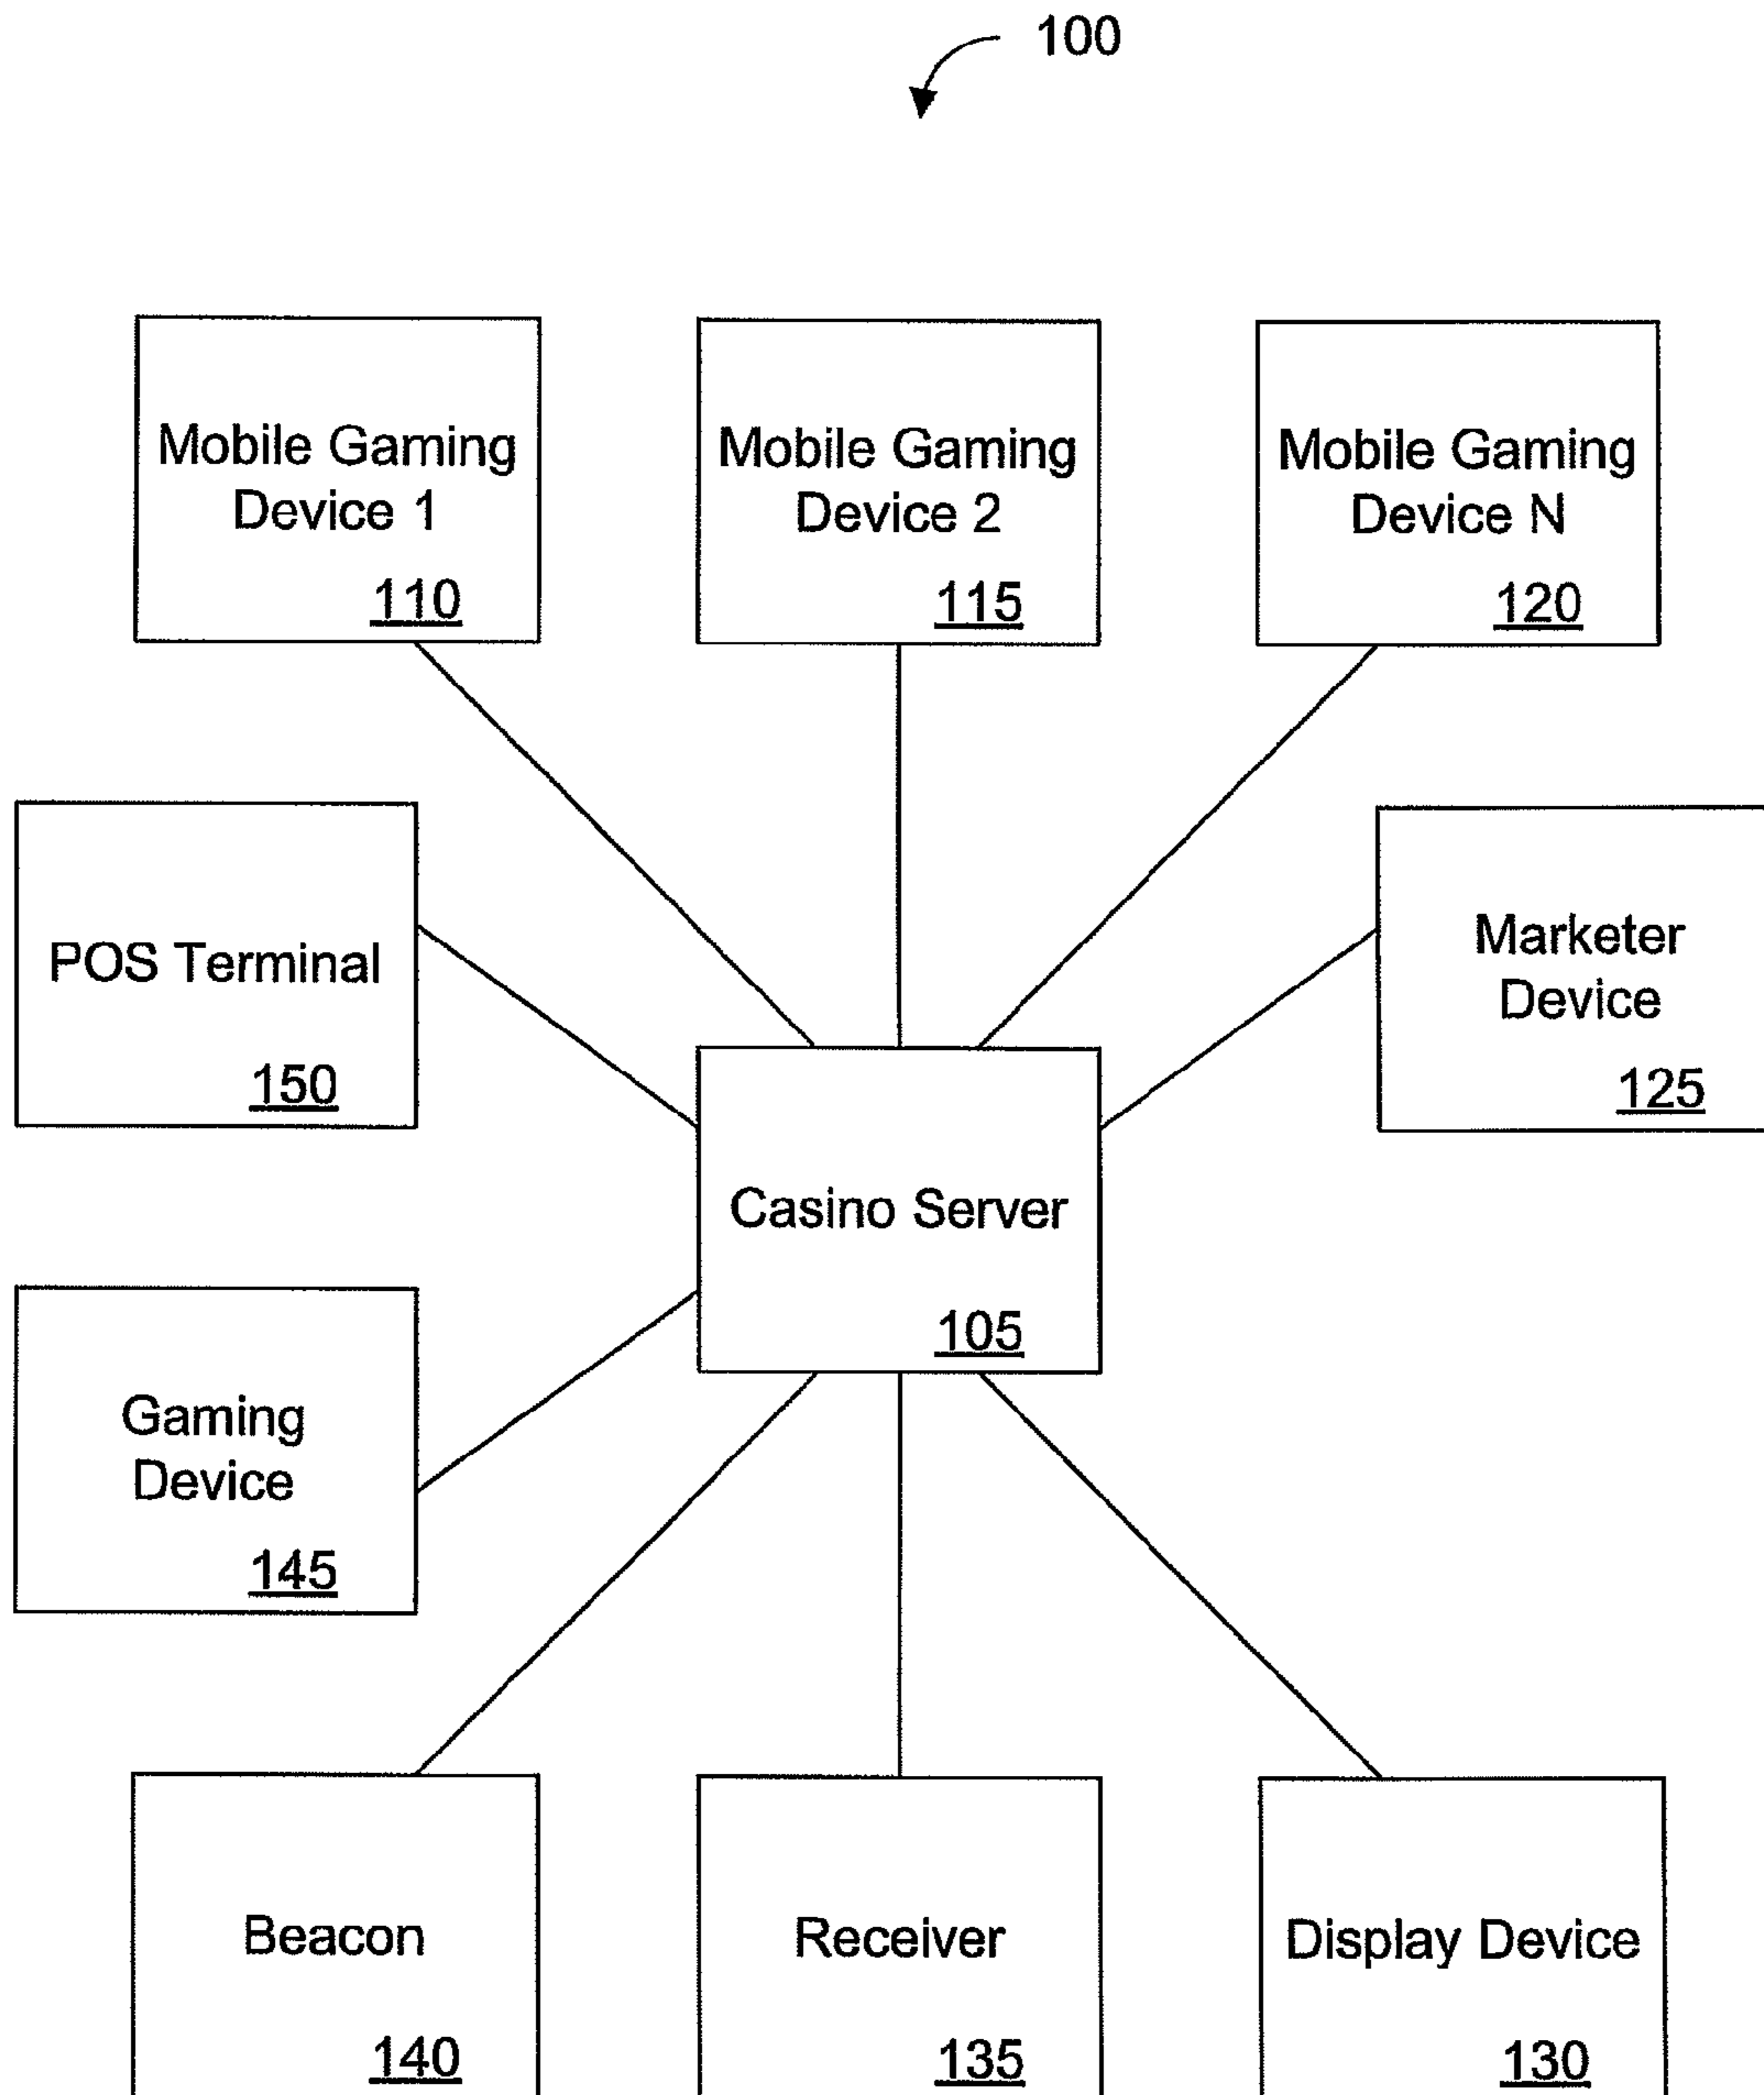 100
Mobile Gaming
Device 1
110
Mobile Gaming
Device 2
115
Mobile Gaming
Device N
120
POS Terminal
150
Marketer
Device
125
Casino Server
105
Gaming
Device
145
Beacon
140
Receiver
135
Display Device
130